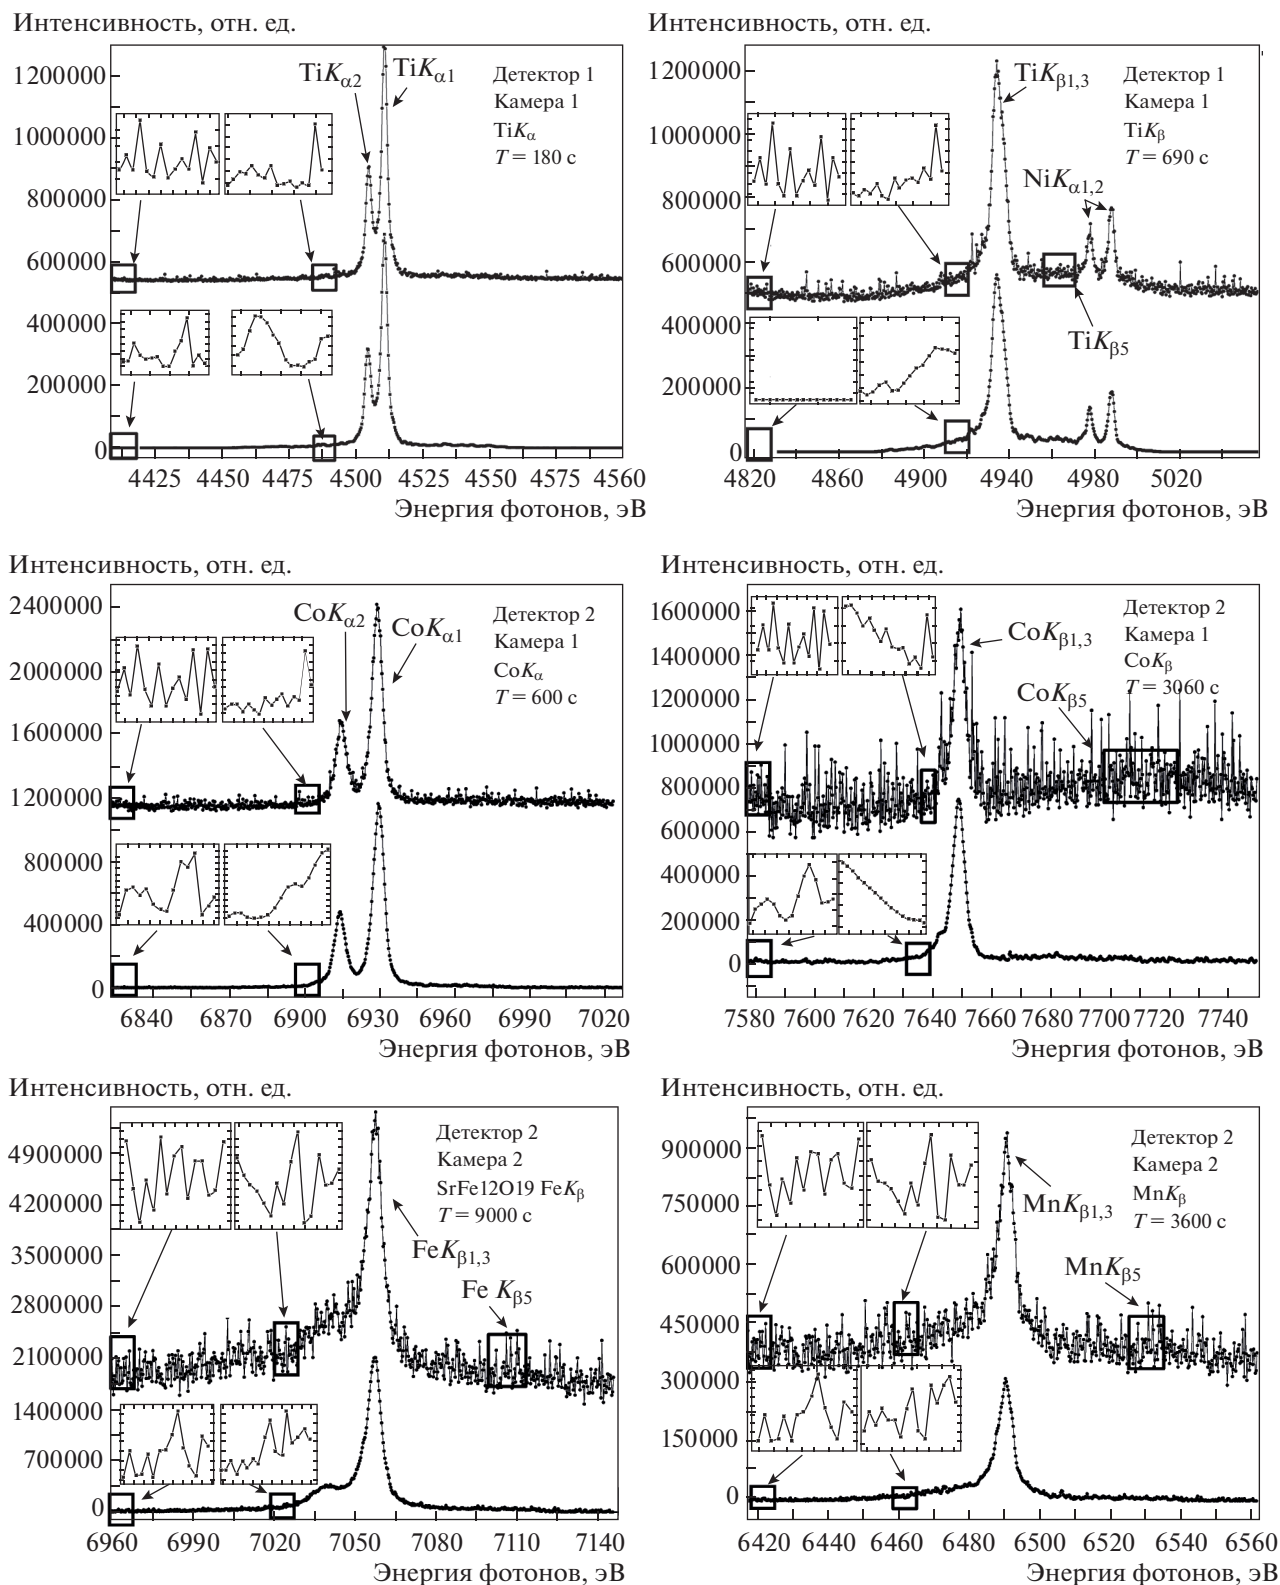 Интенсивность, отн. ед.
1200000
1000000
800000
600000
400000
200000
0
TiKα2
TiKα1
Детектор 1
Камера 1
TiKα
T = 180 с
4425 4450 4475 4500 4525 4550 4575 4560
Энергия фотонов, эВ
Интенсивность, отн. ед.
1200000
1000000
800000
600000
400000
200000
0
TiKβ1,3
Детектор 1
Камера 1
TiKβ
T = 690 с
NiKα1,2
TiKβ5
4820 4860 4900 4940 4980 5020
Энергия фотонов, эВ
Интенсивность, отн. ед.
2400000
2000000
1600000
1200000
800000
400000
0
CoKα2
CoKα1
Детектор 2
Камера 1
CoKα
T = 600 с
6840 6870 6900 6930 6960 6990 7020
Энергия фотонов, эВ
Интенсивность, отн. ед.
1600000
1400000
1200000
1000000
800000
600000
400000
200000
0
Детектор 2
Камера 1
CoKβ
T = 3060 с
CoKβ1,3
CoKβ5
7580 7600 7620 7640 7660 7680 7700 7720 7740
Энергия фотонов, эВ
Интенсивность, отн. ед.
4900000
4200000
3500000
2800000
2100000
1400000
700000
0
Детектор 2
Камера 2
SrFe12O19 FeKβ
T = 9000 с
FeKβ1,3
Fe Kβ5
6960 6990 7020 7050 7080 7110 7140
Энергия фотонов, эВ
Интенсивность, отн. ед.
900000
750000
600000
450000
300000
150000
0
Детектор 2
Камера 2
MnKβ
T = 3600 с
MnKβ1,3
MnKβ5
6420 6440 6460 6480 6500 6520 6540 6560
Энергия фотонов, эВ